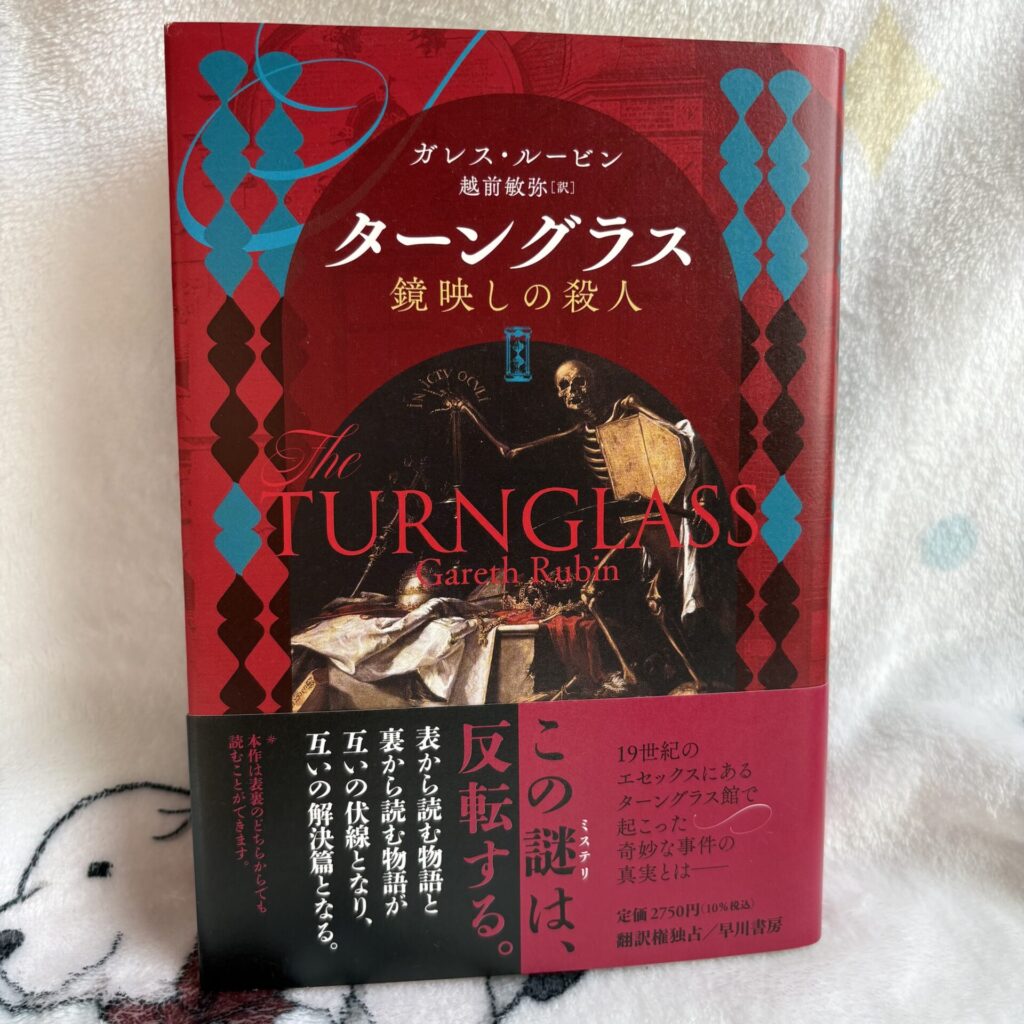 ガレス・ルービン
越前敏弥[訳]
ターングラス
鏡映しの殺人
IN ICTV OCVLI
The
TURNGLASS
Gareth Rubin
19世紀の
エセックスにある
ターングラス館で
起こった
奇妙な事件の
真実とは──
定価2750円(10%税込)
翻訳権独占/早川書房
この謎は、
ミステリ
反転する。
表から読む物語と
裏から読む物語が
互いの伏線となり、
互いの解決篇となる。
*本作は表裏のどちらからでも
読むことができます。